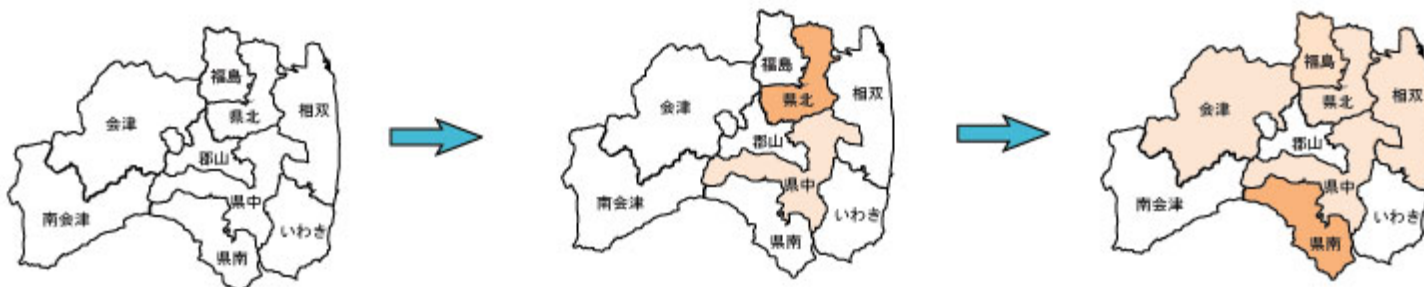 福島
県北
相双
会津
郡山
県中
南会津
いわき
県南
福島
県北
相双
会津
郡山
県中
南会津
いわき
県南
福島
県北
相双
会津
郡山
県中
南会津
いわき
県南